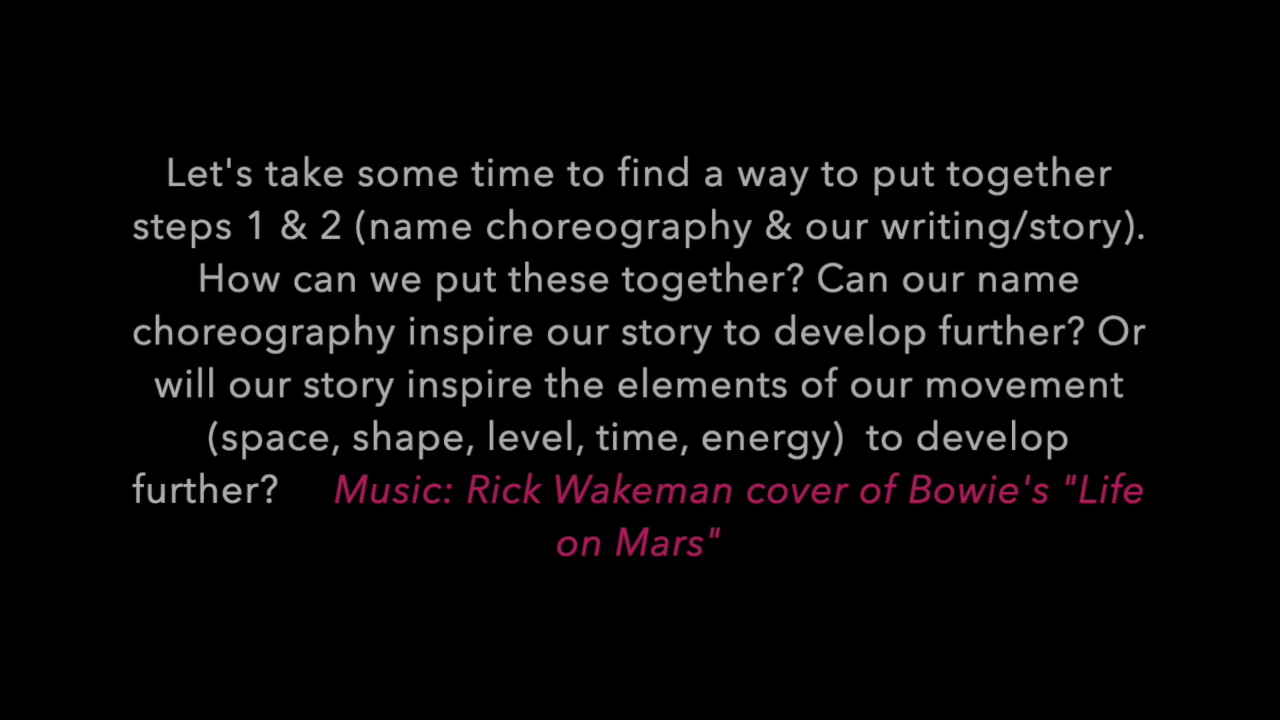 Let's take some time to find a way to put together
steps 1 & 2 (name choreography & our writing/story).
How can we put these together? Can our name
choreography inspire our story to develop further? Or
will our story inspire the elements of our movement
(space, shape, level, time, energy)  to develop
further?     Music: Rick Wakeman cover of Bowie's "Life
on Mars"